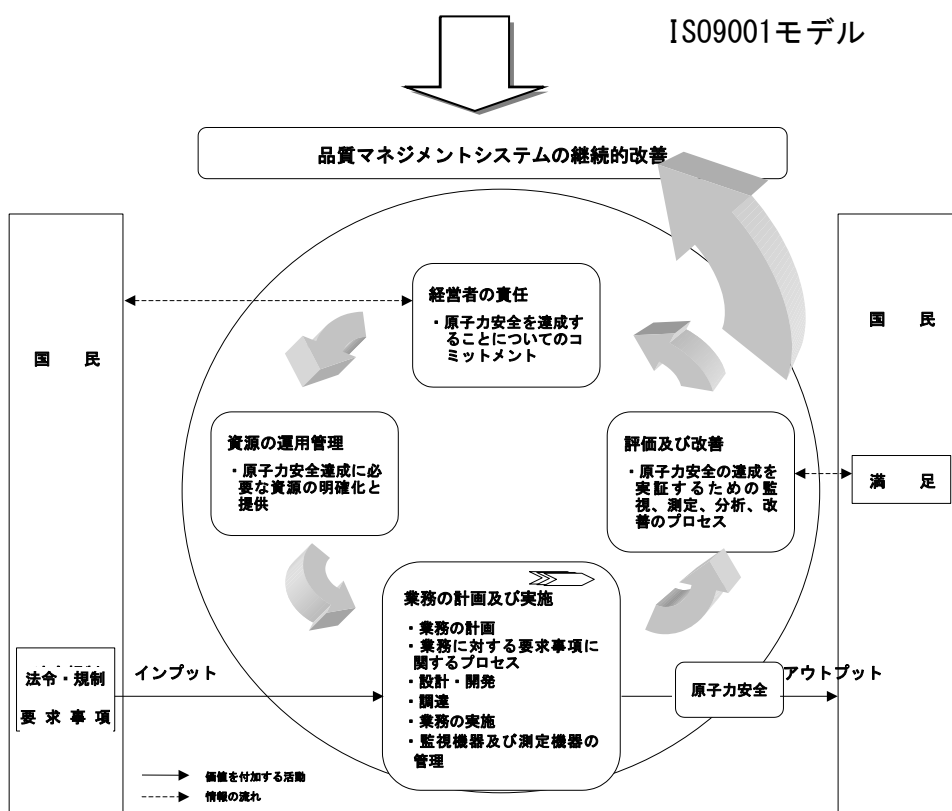 ISO9001モデル
品質マネジメントシステムの継続的改善
国　民
経営者の責任
・原子力安全を達成す
ることについてのコ
ミットメント
国　民
資源の運用管理
・原子力安全達成に必
要な資源の明確化と
提供
評価及び改善
・原子力安全の達成を
実証するための監
視、測定、分析、改
善のプロセス
満　足
業務の計画及び実施
・業務の計画
・業務に対する要求事項に
関するプロセス
・設計・開発
・調達
・業務の実施
・監視機器及び測定機器の
管理
法令・規制
要求事項
インプット
原子力安全
アウトプット
価値を付加する活動
情報の流れ